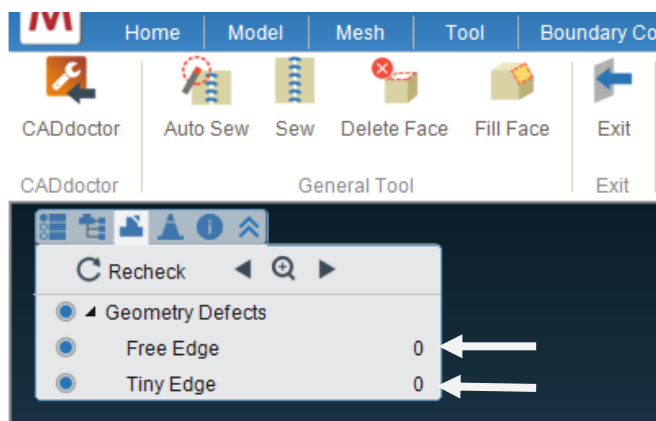 M
Home Model Mesh Tool Boundary Co
CADdoctor Auto Sew Sew Delete Face Fill Face Exit
CADdoctor General Tool Exit
Recheck
Geometry Defects
Free Edge 0
Tiny Edge 0